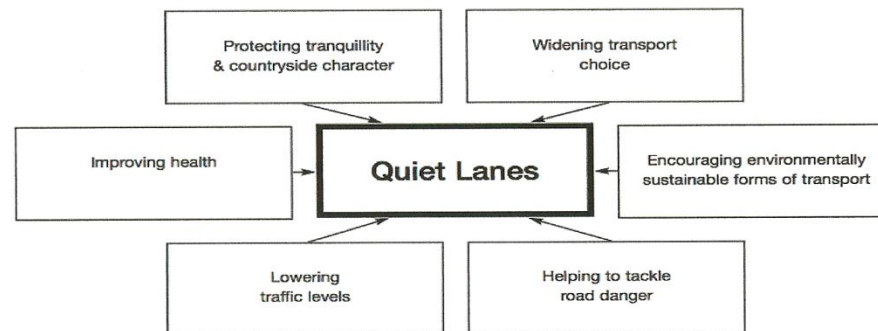 Protecting tranquillity
& countryside character
Widening transport
choice
Improving health
Quiet Lanes
Encouraging environmentally
sustainable forms of transport
Lowering
traffic levels
Helping to tackle
road danger